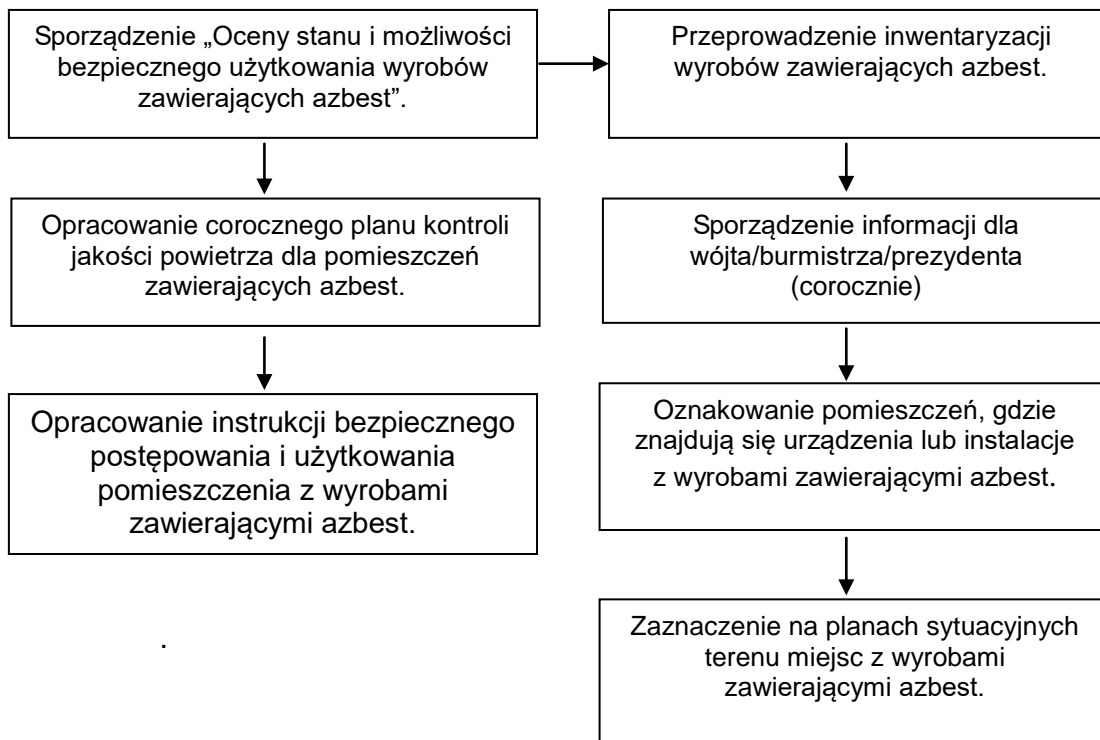 Sporządzenie „Oceny stanu i możliwości
bezpiecznego użytkowania wyrobów
zawierających azbest”.
Przeprowadzenie inwentaryzacji
wyrobów zawierających azbest.
Opracowanie corocznego planu kontroli
jakości powietrza dla pomieszczeń
zawierających azbest.
Sporządzenie informacji dla
wójta/burmistrza/prezydenta
(corocznie)
Opracowanie instrukcji bezpiecznego
postępowania i użytkowania
pomieszczenia z wyrobami
zawierającymi azbest.
Oznakowanie pomieszczeń, gdzie
znajdują się urządzenia lub instalacje
z wyrobami zawierającymi azbest.
.
Zaznaczenie na planach sytuacyjnych
terenu miejsc z wyrobami
zawierającymi azbest.